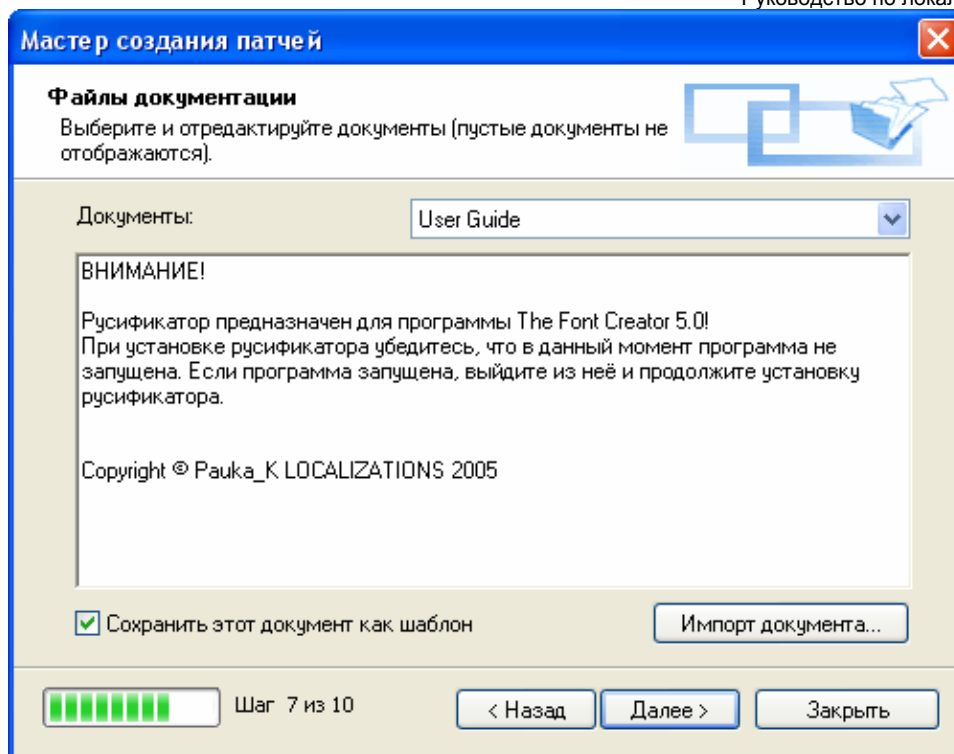 Руководство по лока
Мастер создания патчей
Файлы документации
Выберите и отредактируйте документы (пустые документы не
отображаются).
Документы:
User Guide
ВНИМАНИЕ!
Русификатор предназначен для программы The Font Creator 5.0!
При установке русификатора убедитесь, что в данный момент программа не
запущена. Если программа запущена, выйдите из неё и продолжите установку
русификатора.
Copyright © Pauka_K LOCALIZATIONS 2005
Сохранить этот документ как шаблон
Импорт документа...
Шаг 7 из 10
< Назад
Далее >
Закрыть